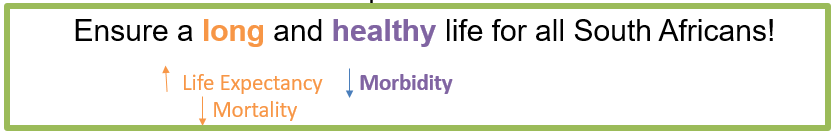 Ensure a long and healthy life for all South Africans!
↑ Life Expectancy ↓ Morbidity
↓ Mortality